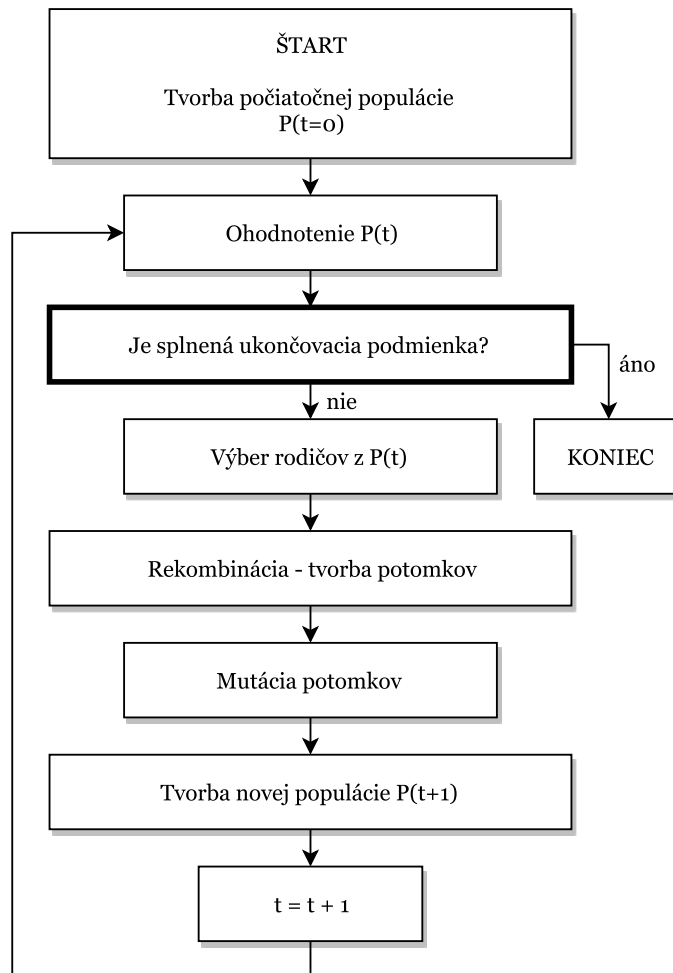 ŠTART
Tvorba počiatočnej populácie
P(t=0)
Ohodnotenie P(t)
Je splnená ukončovacia podmienka?
áno
nie
Výber rodičov z P(t)
KONIEC
Rekombinácia - tvorba potomkov
Mutácia potomkov
Tvorba novej populácie P(t+1)
t = t + 1